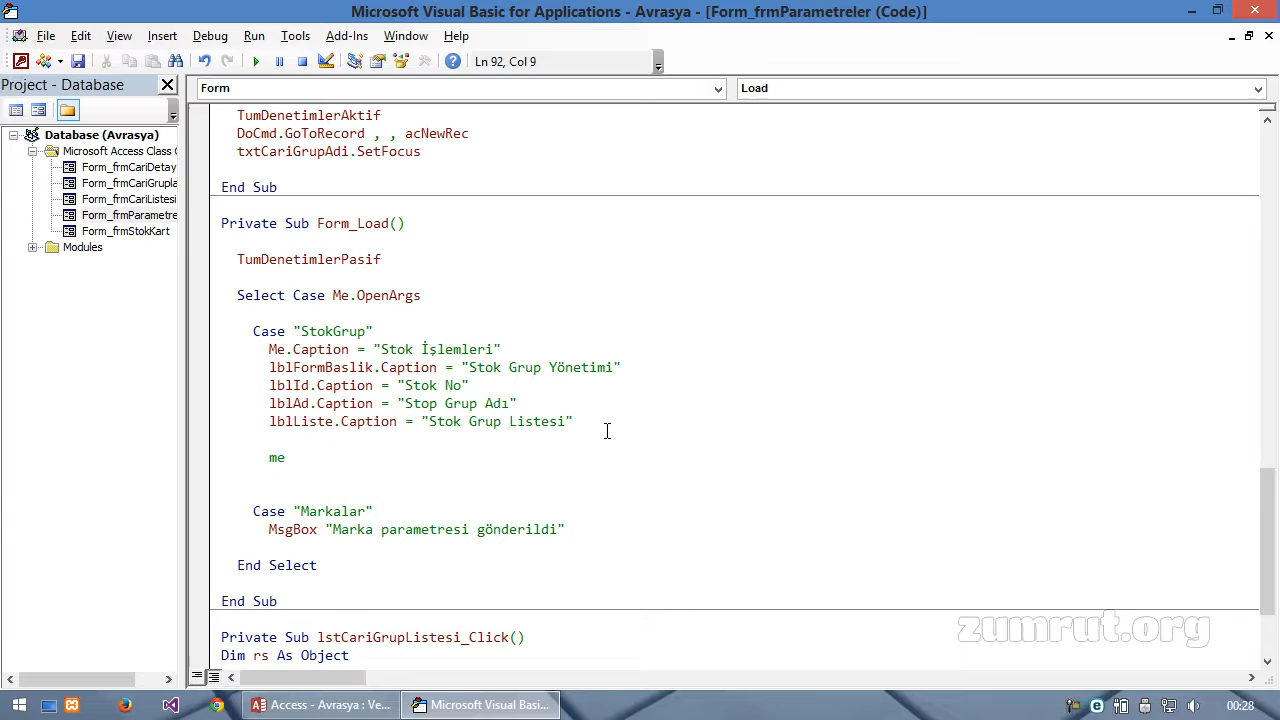 Microsoft Visual Basic for Applications - Avrasya - [Form_frmParametreler (Code)]
File Edit View Insert Debug Run Tools Add-Ins Window Help
Ln 92, Col 9
Project - Database
Form
Load
Database (Avrasya)
Microsoft Access Class C
Form_frmCariDetay
Form_frmCariGrupla
Form_frmCariListesi
Form_frmParametre
Form_frmStokKart
Modules
TumDenetimlerAktif
DoCmd.GoToRecord , , acNewRec
txtCariGrupAdi.SetFocus
End Sub
Private Sub Form_Load()
TumDenetimlerPasif
Select Case Me.OpenArgs
Case "StokGrup"
Me.Caption = "Stok İşlemleri"
lblFormBaslik.Caption = "Stok Grup Yönetimi"
lblId.Caption = "Stok No"
lblAd.Caption = "Stop Grup Adı"
lblListe.Caption = "Stok Grup Listesi"
me
Case "Markalar"
MsgBox "Marka parametresi gönderildi"
End Select
End Sub
Private Sub lstCariGrupListesi_Click()
Dim rs As Object
zumrut.org
Access - Avrasya : Ve...
Microsoft Visual Basi...
00:28